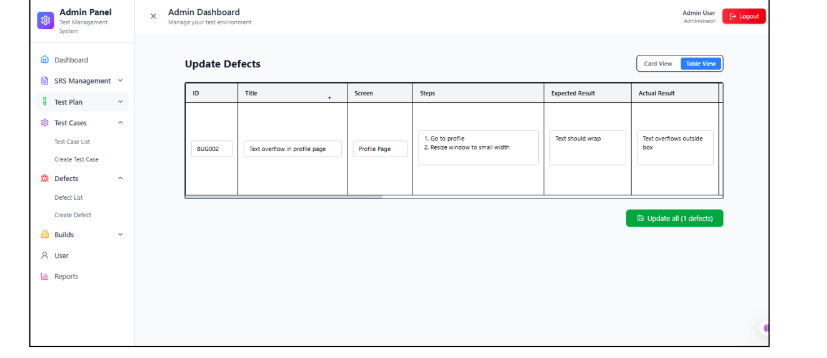 Admin Panel
Test Management
System
Dashboard
SRS Management
Test Plan
Test Cases
Test Case List
Create Test Case
Defects
Defect List
Create Defect
Builds
User
Reports
Admin Dashboard
Manage your test environment
Admin User
Administrator
Logout
Update Defects
Card View
Table View
ID
Title
Screen
Steps
Expected Result
Actual Result
BUG002
Text overflow in profile page
Profile Page
1. Go to profile
2. Resize window to small width
Text should wrap
Text overflows outside
box
Update all (1 defects)